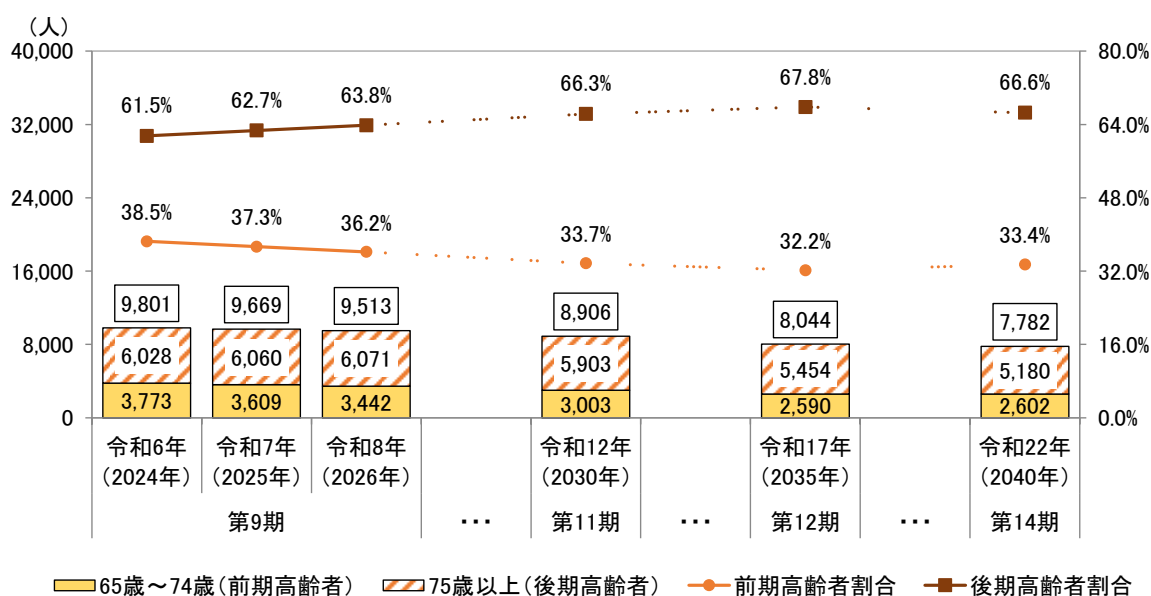 （人）
40,000
32,000
24,000
16,000
8,000
0
80.0%
64.0%
48.0%
32.0%
16.0%
0.0%
61.5%
62.7%
63.8%
66.3%
67.8%
66.6%
38.5%
37.3%
36.2%
33.7%
32.2%
33.4%
9,801
9,669
9,513
8,906
8,044
7,782
6,028
6,060
6,071
5,903
5,454
5,180
3,773
3,609
3,442
3,003
2,590
2,602
令和6年
（2024年）
令和7年
（2025年）
令和8年
（2026年）
令和12年
（2030年）
令和17年
（2035年）
令和22年
（2040年）
第9期
…
第11期
…
第12期
…
第14期
65歳～74歳（前期高齢者）
75歳以上（後期高齢者）
前期高齢者割合
後期高齢者割合